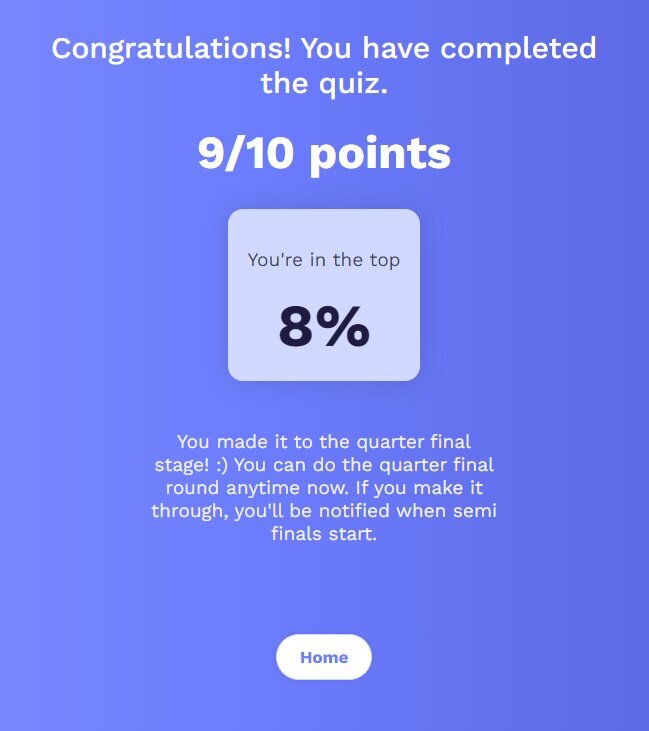 Congratulations! You have completed
the quiz.
9/10 points
You're in the top
8%
You made it to the quarter final
stage! :) You can do the quarter final
round anytime now. If you make it
through, you'll be notified when semi
finals start.
Home